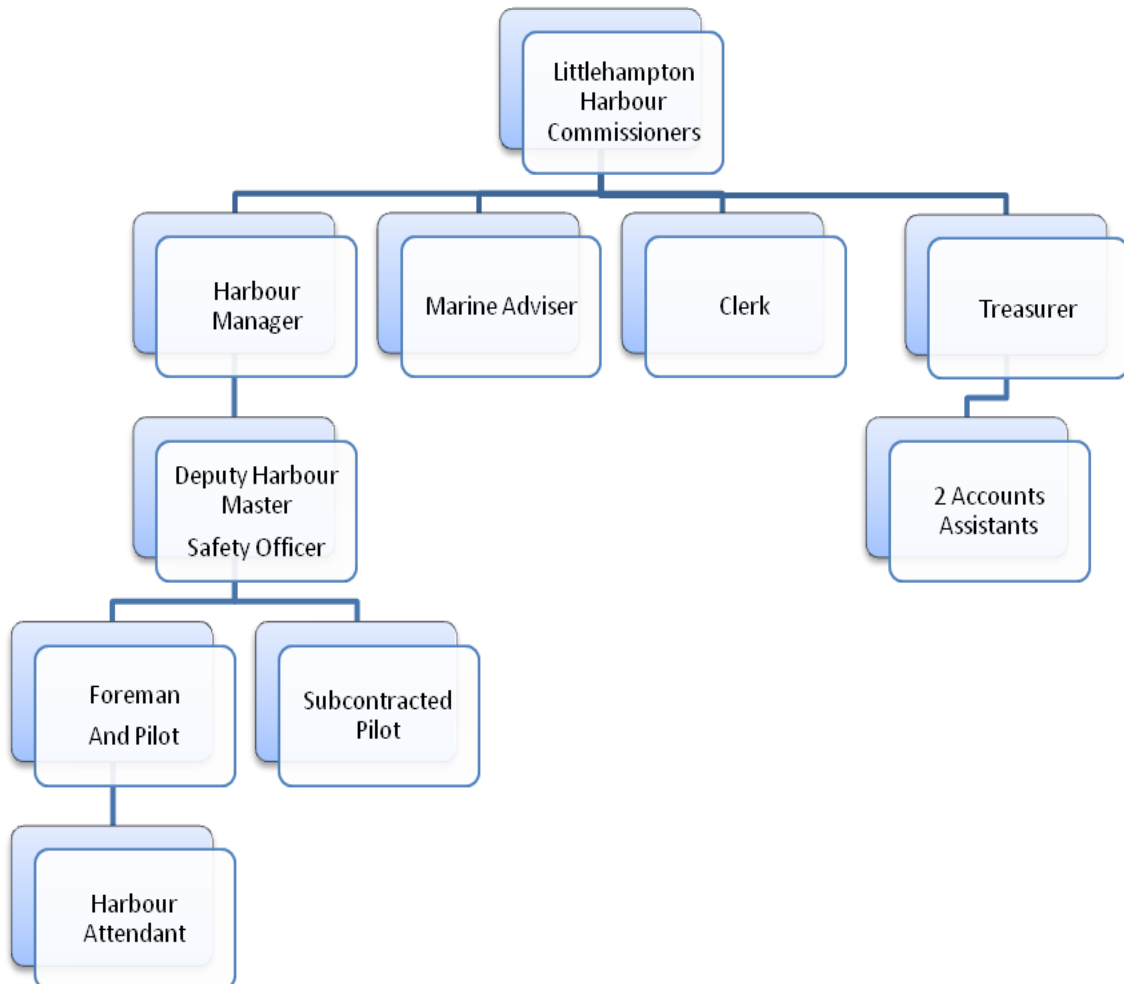 Littlehampton
Harbour
Commissioners
Harbour
Manager
Marine Adviser
Clerk
Treasurer
Deputy Harbour
Master
Safety Officer
2 Accounts
Assistants
Foreman
And Pilot
Subcontracted
Pilot
Harbour
Attendant